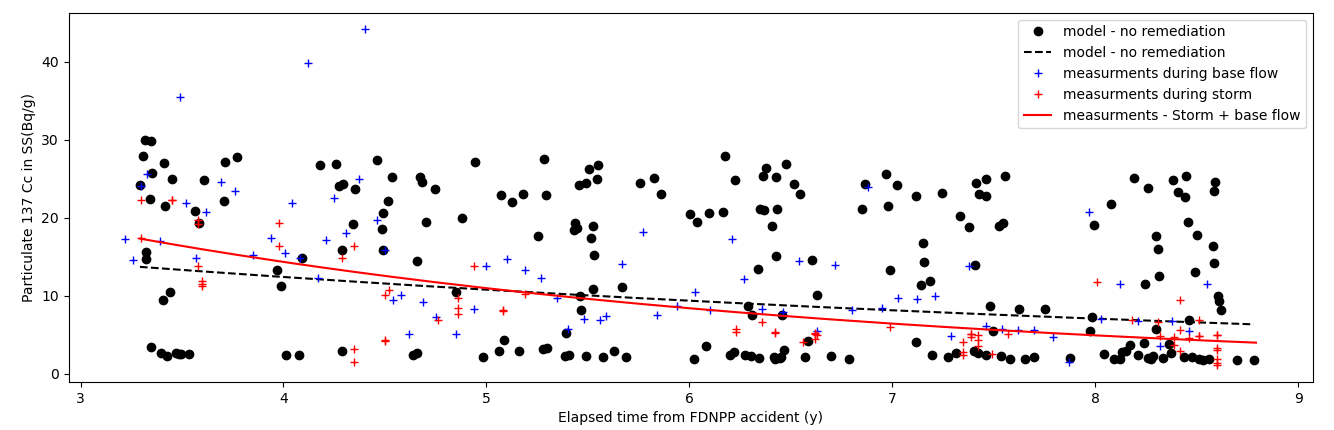 model - no remediation
model - no remediation
measurments during base flow
measurments during storm
measurments - Storm + base flow
Particulate 137 Cc in SS(Bq/g)
40
30
20
10
0
3
4
5
6
7
8
9
Elapsed time from FDNPP accident (y)